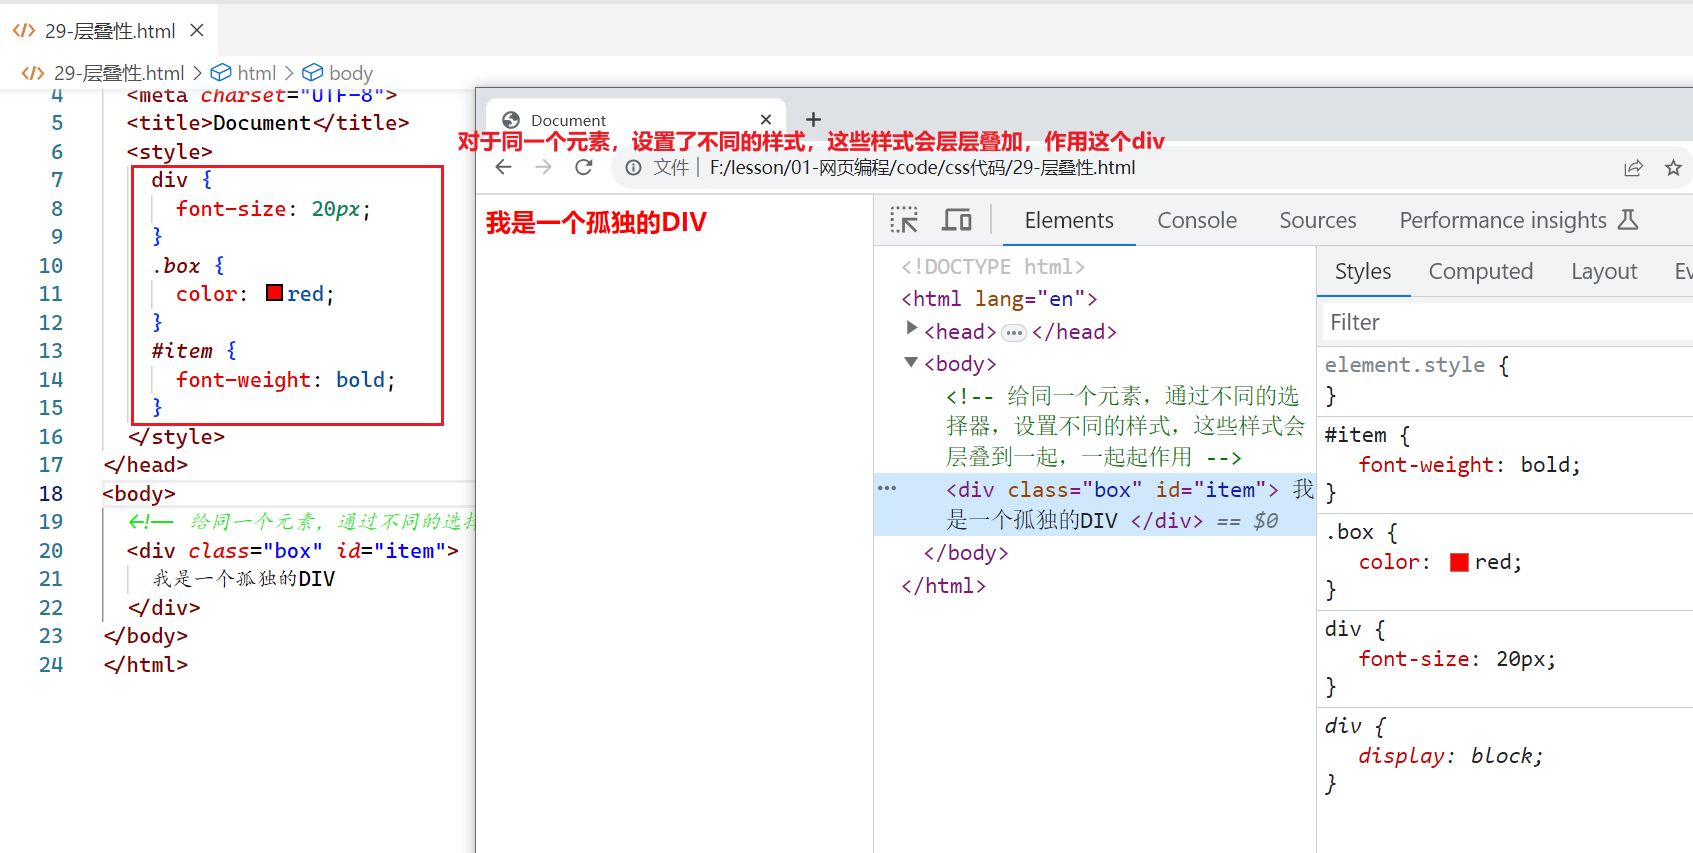 29-层叠性.html
29-层叠性.html > html > body
4 <meta charset="UTF-8">
5 <title>Document</title>
6 <style>
7 div {
8 font-size: 20px;
9 }
10 .box {
11 color: red;
12 }
13 #item {
14 font-weight: bold;
15 }
16 </style>
17 </head>
18 <body>
19 <!-- 给同一个元素，通过不同的选择
20 <div class="box" id="item">
21 我是一个孤独的DIV
22 </div>
23 </body>
24 </html>
Document
对于同一个元素，设置了不同的样式，这些样式会层层叠加，作用这个div
文件 | F:/lesson/01-网页编程/code/css代码/29-层叠性.html
我是一个孤独的DIV
Elements Console Sources Performance insights
<!DOCTYPE html>
<html lang="en">
<head>…</head>
<body>
<!-- 给同一个元素，通过不同的选
择器，设置不同的样式，这些样式会
层叠到一起，一起起作用 -->
<div class="box" id="item"> 我
是一个孤独的DIV </div> == $0
</body>
</html>
Styles Computed Layout Ev
Filter
element.style {
}
#item {
font-weight: bold;
}
.box {
color: red;
}
div {
font-size: 20px;
}
div {
display: block;
}